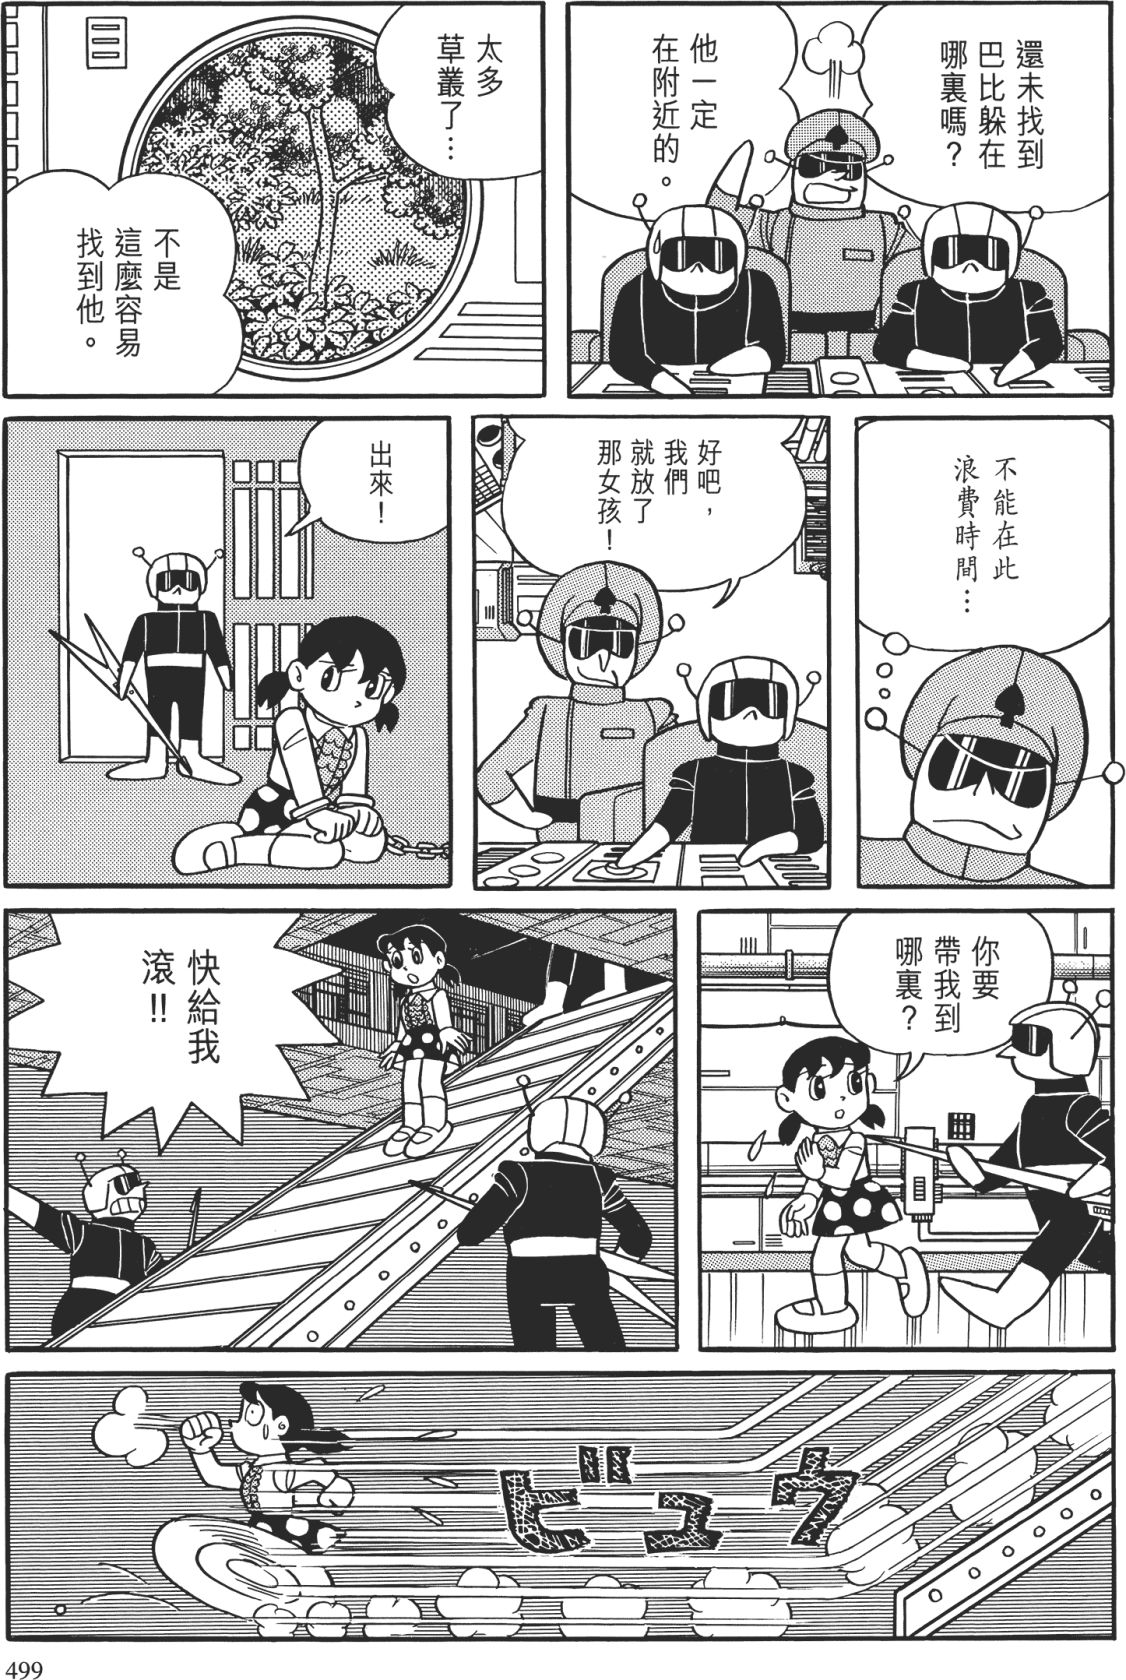 還未找到
巴比躲在
哪裏嗎？
他一定
在附近的。
太多
草叢了…
不是
這麼容易
找到他。
不能在此
浪費時間…
好吧，
我們
就放了
那女孩！
出來！
你要
帶我到
哪裏？
快給我
滾!!
ビュウ
499